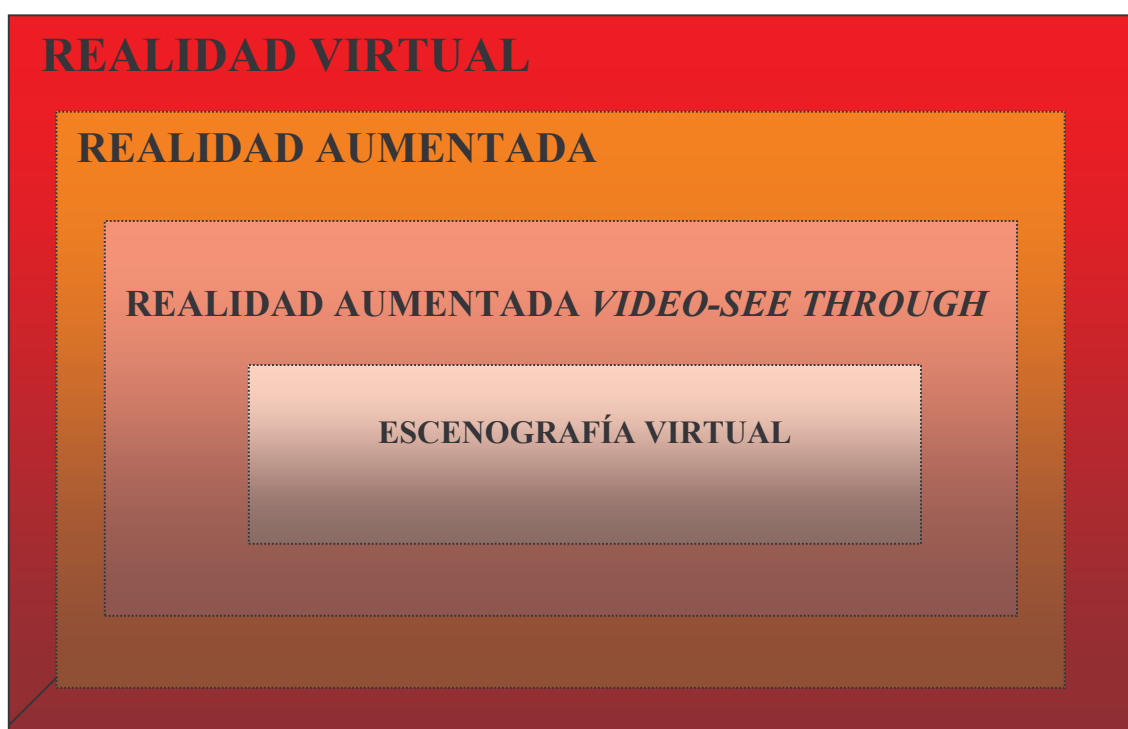 REALIDAD VIRTUAL
REALIDAD AUMENTADA
REALIDAD AUMENTADA VIDEO-SEE THROUGH
ESCENOGRAFÍA VIRTUAL